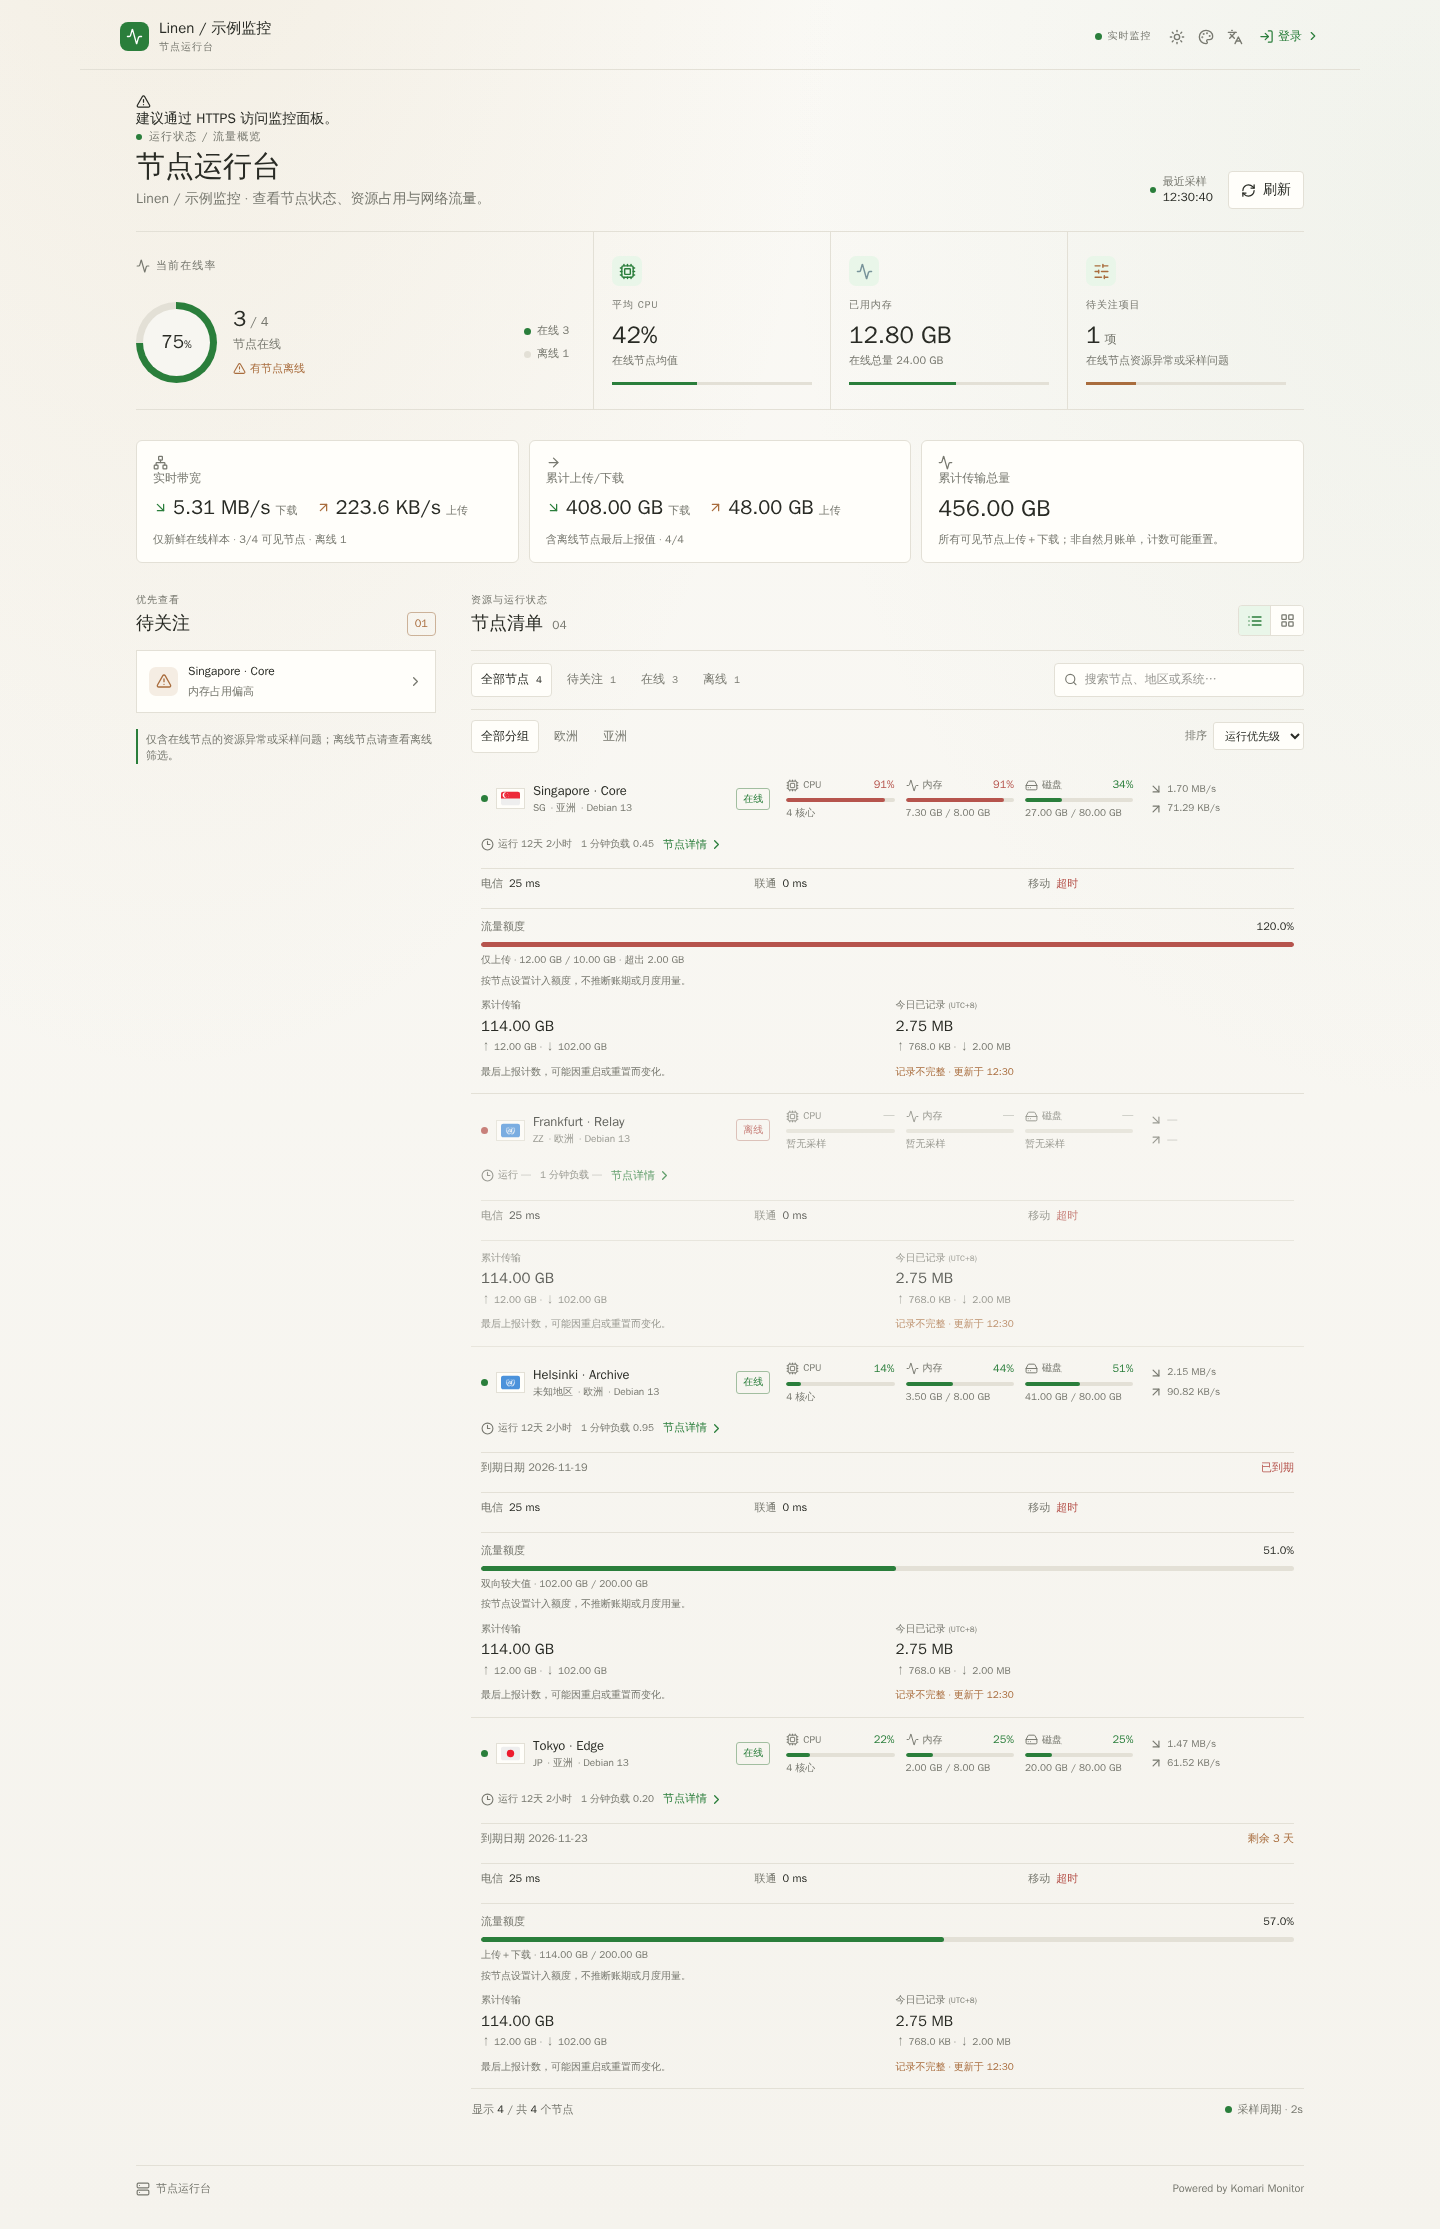 Linen / 示例监控
节点运行台
实时监控
登录
建议通过 HTTPS 访问监控面板。
运行状态 / 流量概览
节点运行台
Linen / 示例监控 · 查看节点状态、资源占用与网络流量。
最近采样
12:30:40
刷新
当前在线率
75%
3 / 4
节点在线
有节点离线
在线 3
离线 1
平均 CPU
42%
在线节点均值
已用内存
12.80 GB
在线总量 24.00 GB
待关注项目
1 项
在线节点资源异常或采样问题
实时带宽
5.31 MB/s 下载 223.6 KB/s 上传
仅新鲜在线样本 · 3/4 可见节点 · 离线 1
累计上传/下载
408.00 GB 下载 48.00 GB 上传
含离线节点最后上报值 · 4/4
累计传输总量
456.00 GB
所有可见节点上传 + 下载；非自然月账单，计数可能重置。
优先查看
待关注
01
Singapore · Core
内存占用偏高
仅含在线节点的资源异常或采样问题；离线节点请查看离线
筛选。
资源与运行状态
节点清单 04
全部节点 4 待关注 1 在线 3 离线 1
搜索节点、地区或系统…
全部分组 欧洲 亚洲
排序 运行优先级
Singapore · Core
SG · 亚洲 · Debian 13
在线
CPU 91%
4 核心
内存 91%
7.30 GB / 8.00 GB
磁盘 34%
27.00 GB / 80.00 GB
1.70 MB/s
71.29 KB/s
运行 12天 2小时 1 分钟负载 0.45 节点详情
电信 25 ms 联通 0 ms 移动 超时
流量额度 120.0%
仅上传 · 12.00 GB / 10.00 GB · 超出 2.00 GB
按节点设置计入额度，不推断账期或月度用量。
累计传输
114.00 GB
↑ 12.00 GB · ↓ 102.00 GB
最后上报计数，可能因重启或重置而变化。
今日已记录 (UTC+8)
2.75 MB
↑ 768.0 KB · ↓ 2.00 MB
记录不完整 · 更新于 12:30
Frankfurt · Relay
ZZ · 欧洲 · Debian 13
离线
CPU —
暂无采样
内存 —
暂无采样
磁盘 —
暂无采样
—
—
运行 — 1 分钟负载 — 节点详情
电信 25 ms 联通 0 ms 移动 超时
累计传输
114.00 GB
↑ 12.00 GB · ↓ 102.00 GB
最后上报计数，可能因重启或重置而变化。
今日已记录 (UTC+8)
2.75 MB
↑ 768.0 KB · ↓ 2.00 MB
记录不完整 · 更新于 12:30
Helsinki · Archive
未知地区 · 欧洲 · Debian 13
在线
CPU 14%
4 核心
内存 44%
3.50 GB / 8.00 GB
磁盘 51%
41.00 GB / 80.00 GB
2.15 MB/s
90.82 KB/s
运行 12天 2小时 1 分钟负载 0.95 节点详情
到期日期 2026-11-19 已到期
电信 25 ms 联通 0 ms 移动 超时
流量额度 51.0%
双向较大值 · 102.00 GB / 200.00 GB
按节点设置计入额度，不推断账期或月度用量。
累计传输
114.00 GB
↑ 12.00 GB · ↓ 102.00 GB
最后上报计数，可能因重启或重置而变化。
今日已记录 (UTC+8)
2.75 MB
↑ 768.0 KB · ↓ 2.00 MB
记录不完整 · 更新于 12:30
Tokyo · Edge
JP · 亚洲 · Debian 13
在线
CPU 22%
4 核心
内存 25%
2.00 GB / 8.00 GB
磁盘 25%
20.00 GB / 80.00 GB
1.47 MB/s
61.52 KB/s
运行 12天 2小时 1 分钟负载 0.20 节点详情
到期日期 2026-11-23 剩余 3 天
电信 25 ms 联通 0 ms 移动 超时
流量额度 57.0%
上传 + 下载 · 114.00 GB / 200.00 GB
按节点设置计入额度，不推断账期或月度用量。
累计传输
114.00 GB
↑ 12.00 GB · ↓ 102.00 GB
最后上报计数，可能因重启或重置而变化。
今日已记录 (UTC+8)
2.75 MB
↑ 768.0 KB · ↓ 2.00 MB
记录不完整 · 更新于 12:30
显示 4 / 共 4 个节点
采样周期 · 2s
节点运行台
Powered by Komari Monitor